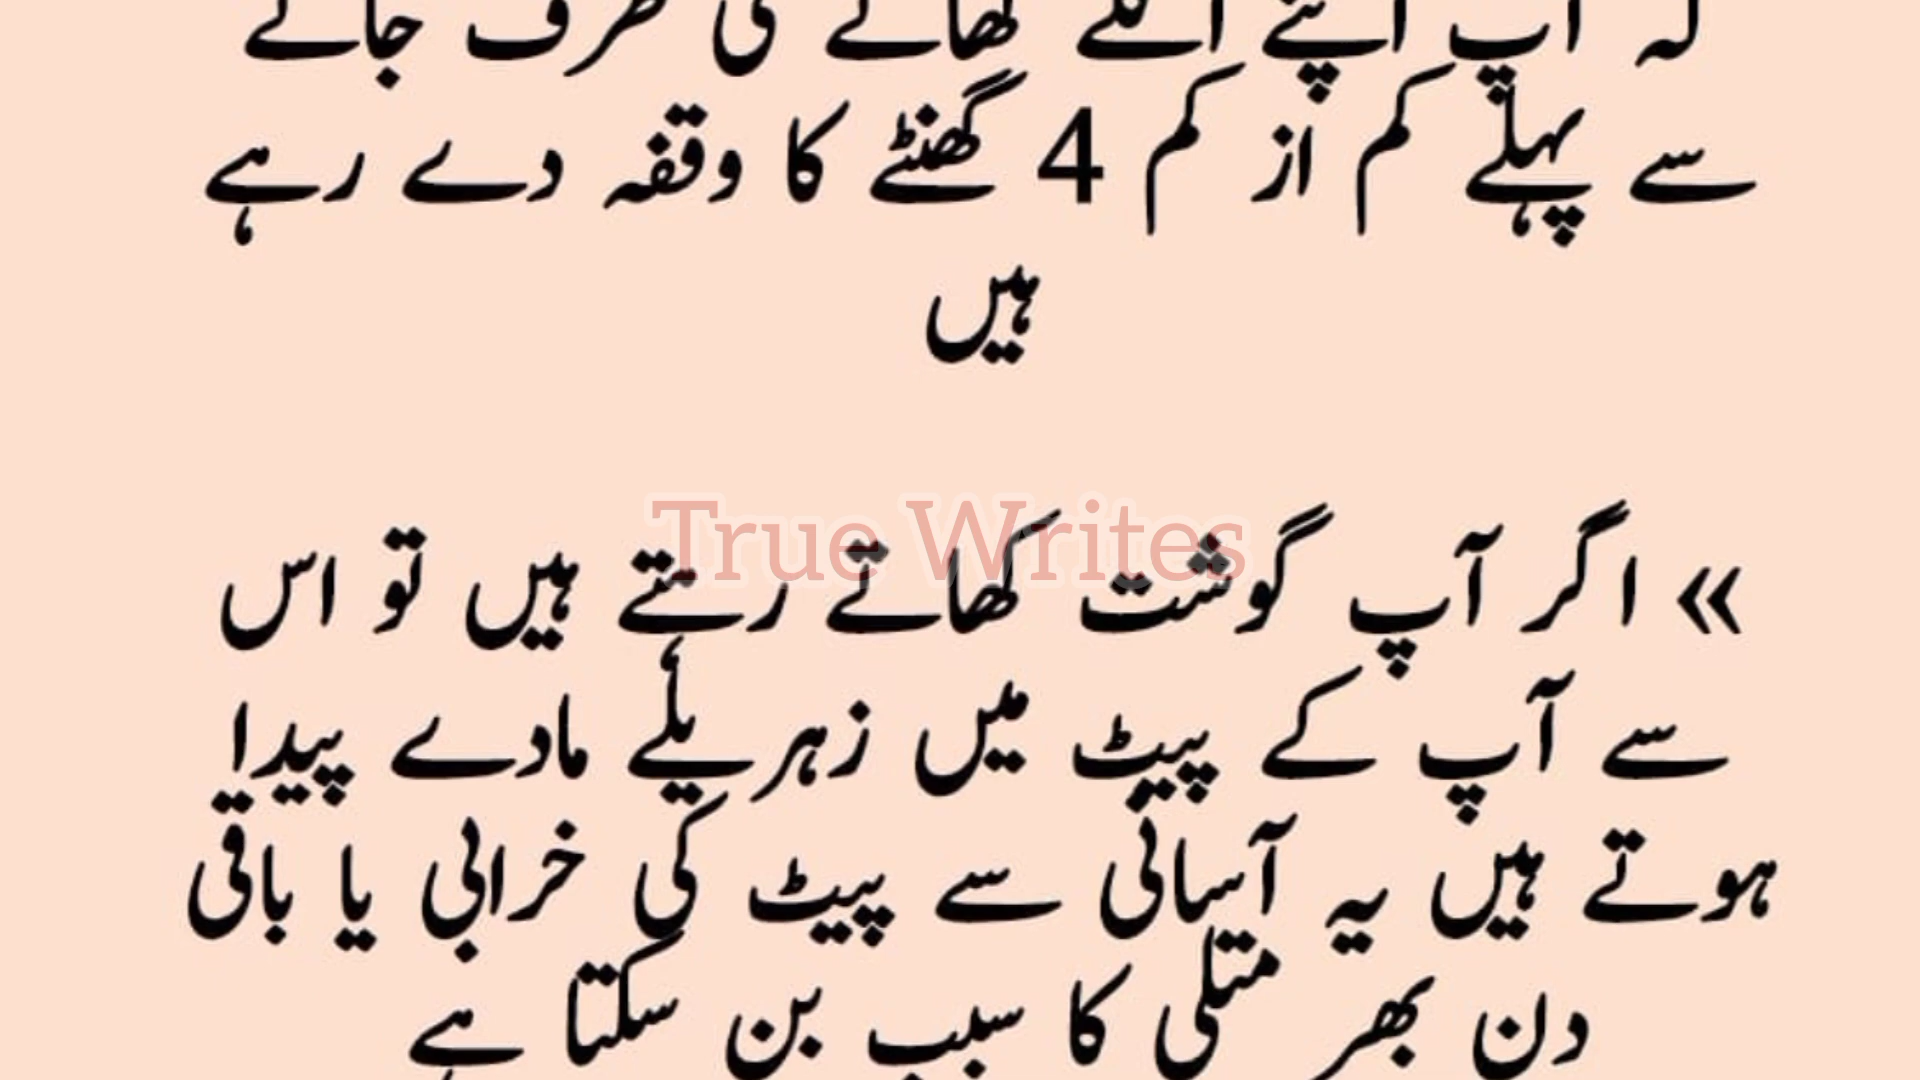 کہ آپ اپنے اگلے کھانے کی طرف جانے
سے پہلے کم از کم 4 گھنٹے کا وقفہ دے رہے
ہیں
True Writes
» اگر آپ گوشت کھاتے رہتے ہیں تو اس
سے آپ کے پیٹ میں زہریلے مادے پیدا
ہوتے ہیں یہ آسانی سے پیٹ کی خرابی یا باقی
دن بھر متلی کا سبب بن سکتا ہے